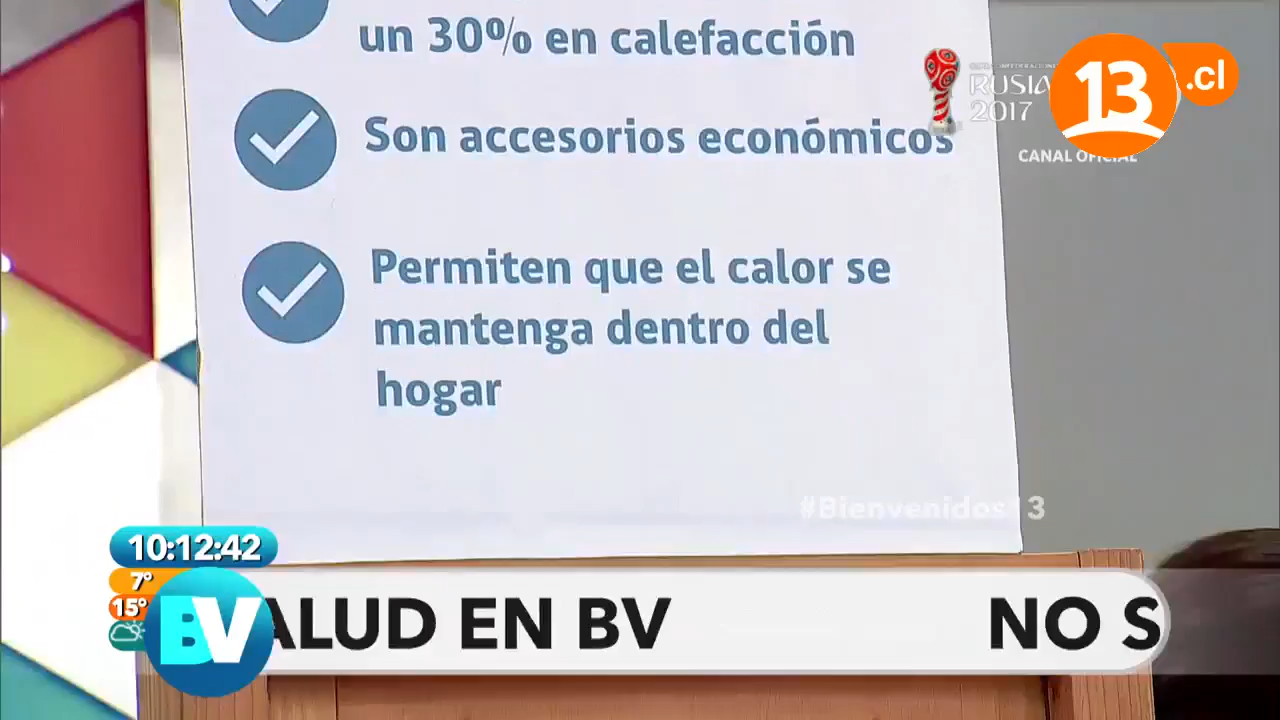 un 30% en calefacción
Son accesorios económicos
Permiten que el calor se
mantenga dentro del
hogar
RUSIA
2017
13.cl
CANAL OFICIAL
#Bienvenidos13
10:12:42
7°
15°
BV
ALUD EN BV
NO S